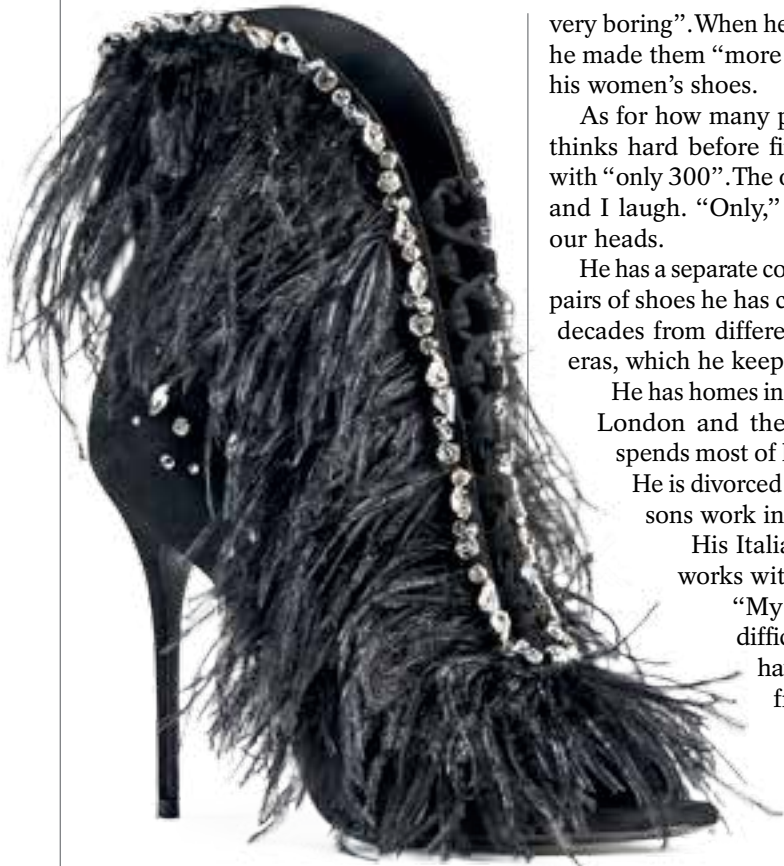 very boring”. When he
he made them “more
his women’s shoes.
As for how many p
thinks hard before fi
with “only 300”. The o
and I laugh. “Only,”
our heads.
He has a separate co
pairs of shoes he has c
decades from differe
eras, which he keep
He has homes in
London and the
spends most of
He is divorced
sons work in
His Italia
works wit
“My
diffic
ha
f